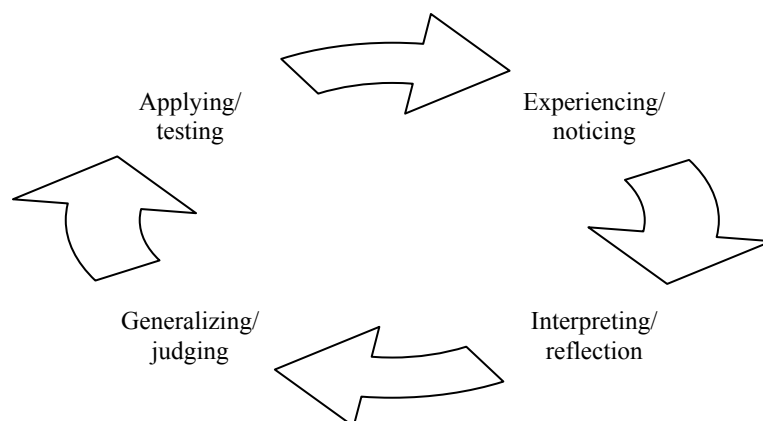 Applying/
testing
Experiencing/
noticing
Generalizing/
judging
Interpreting/
reflection